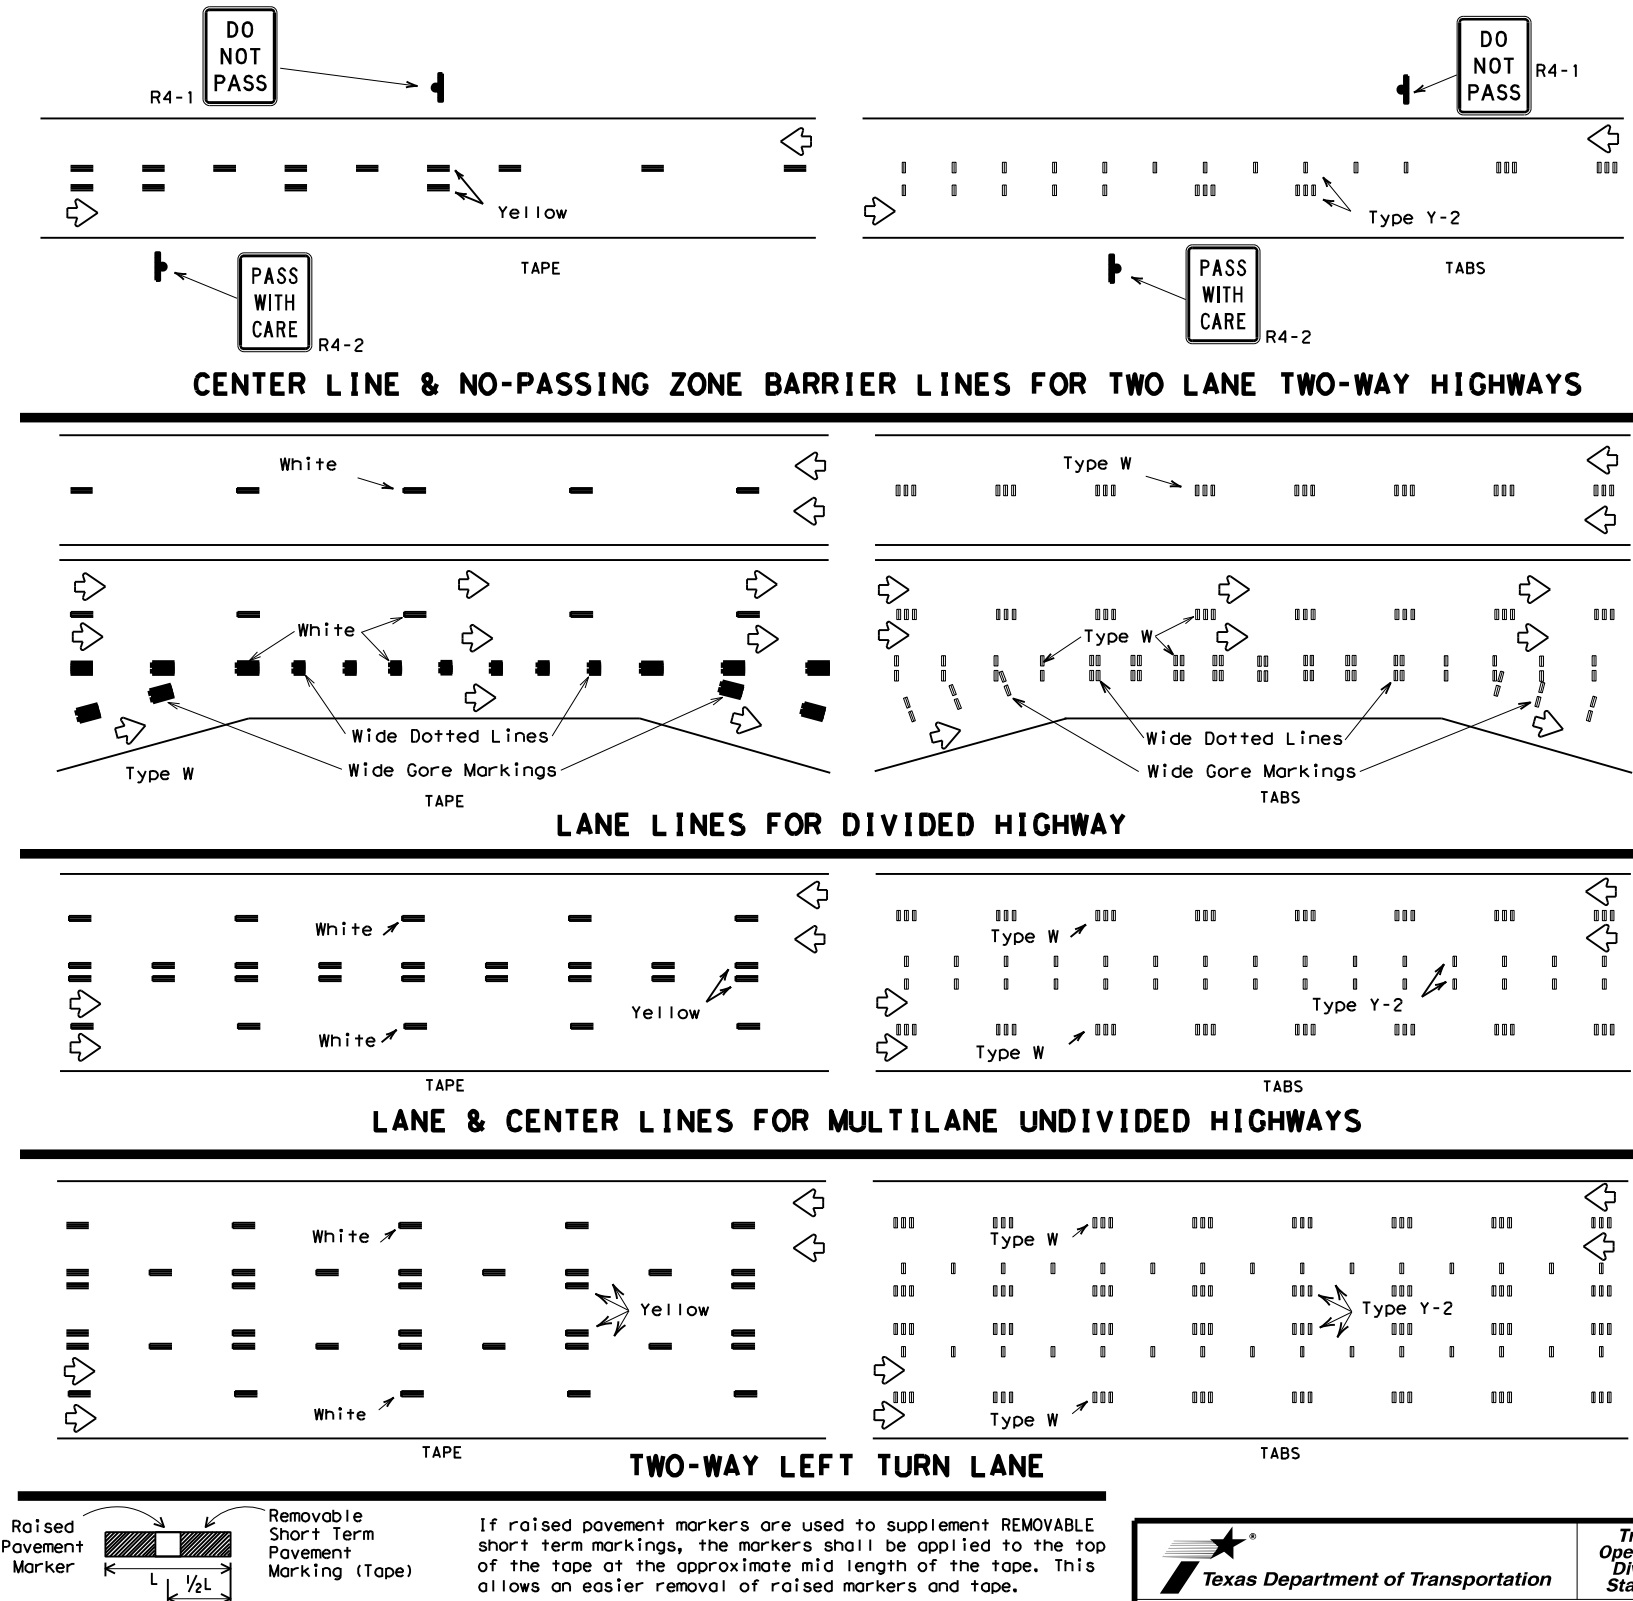 DO
NOT
PASS
R4-1
DO
NOT
PASS
R4-1
Yellow
Type Y-2
TAPE
TABS
PASS
WITH
CARE
R4-2
PASS
WITH
CARE
R4-2
CENTER LINE & NO-PASSING ZONE BARRIER LINES FOR TWO LANE TWO-WAY HIGHWAYS
White
Type W
White
Type W
Wide Dotted Lines
Wide Dotted Lines
Type W
Wide Gore Markings
Wide Gore Markings
TAPE
TABS
LANE LINES FOR DIVIDED HIGHWAY
White
Type W
Yellow
Type Y-2
White
Type W
TAPE
TABS
LANE & CENTER LINES FOR MULTILANE UNDIVIDED HIGHWAYS
White
Type W
Yellow
Type Y-2
White
Type W
TAPE
TABS
TWO-WAY LEFT TURN LANE
Raised
Pavement
Marker
L
1/2L
Removable
Short Term
Pavement
Marking (Tape)
If raised pavement markers are used to supplement REMOVABLE
short term markings, the markers shall be applied to the top
of the tape at the approximate mid length of the tape. This
allows an easier removal of raised markers and tape.
®
Texas Department of Transportation